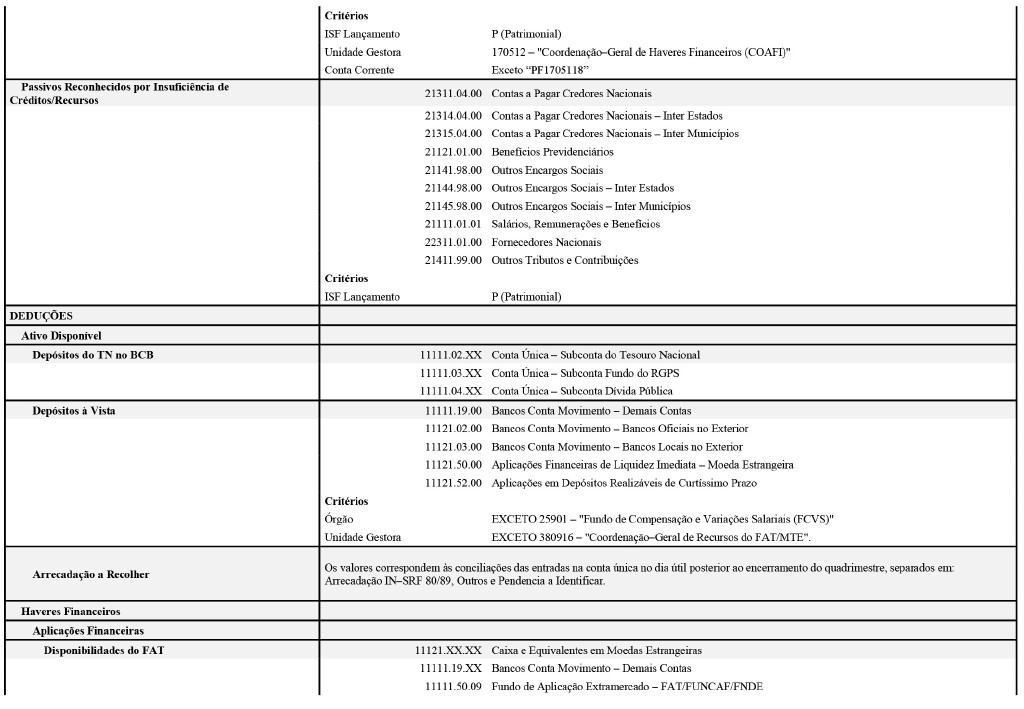 Critérios
ISF Lançamento P (Patrimonial)
Unidade Gestora 170512 – "Coordenação–Geral de Haveres Financeiros (COAFI)"
Conta Corrente Exceto “PF1705118”
Passivos Reconhecidos por Insuficiência de
Créditos/Recursos
21311.04.00 Contas a Pagar Credores Nacionais
21314.04.00 Contas a Pagar Credores Nacionais – Inter Estados
21315.04.00 Contas a Pagar Credores Nacionais – Inter Municípios
21121.01.00 Benefícios Previdenciários
21141.98.00 Outros Encargos Sociais
21144.98.00 Outros Encargos Sociais – Inter Estados
21145.98.00 Outros Encargos Sociais – Inter Municípios
21111.01.01 Salários, Remunerações e Benefícios
22311.01.00 Fornecedores Nacionais
21411.99.00 Outros Tributos e Contribuições
Critérios
ISF Lançamento P (Patrimonial)
DEDUÇÕES
Ativo Disponível
Depósitos do TN no BCB 11111.02.XX Conta Única – Subconta do Tesouro Nacional
11111.03.XX Conta Única – Subconta Fundo do RGPS
11111.04.XX Conta Única – Subconta Dívida Pública
Depósitos à Vista 11111.19.00 Bancos Conta Movimento – Demais Contas
11121.02.00 Bancos Conta Movimento – Bancos Oficiais no Exterior
11121.03.00 Bancos Conta Movimento – Bancos Locais no Exterior
11121.50.00 Aplicações Financeiras de Liquidez Imediata – Moeda Estrangeira
11121.52.00 Aplicações em Depósitos Realizáveis de Curtíssimo Prazo
Critérios
Órgão EXCETO 25901 – "Fundo de Compensação e Variações Salariais (FCVS)"
Unidade Gestora EXCETO 380916 – "Coordenação–Geral de Recursos do FAT/MTE".
Arrecadação a Recolher
Os valores correspondem às conciliações das entradas na conta única no dia útil posterior ao encerramento do quadrimestre, separados em:
Arrecadação IN–SRF 80/89, Outros e Pendencia a Identificar.
Haveres Financeiros
Aplicações Financeiras
Disponibilidades do FAT 11121.XX.XX Caixa e Equivalentes em Moedas Estrangeiras
11111.19.XX Bancos Conta Movimento – Demais Contas
11111.50.09 Fundo de Aplicação Extramercado – FAT/FUNCAF/FNDE